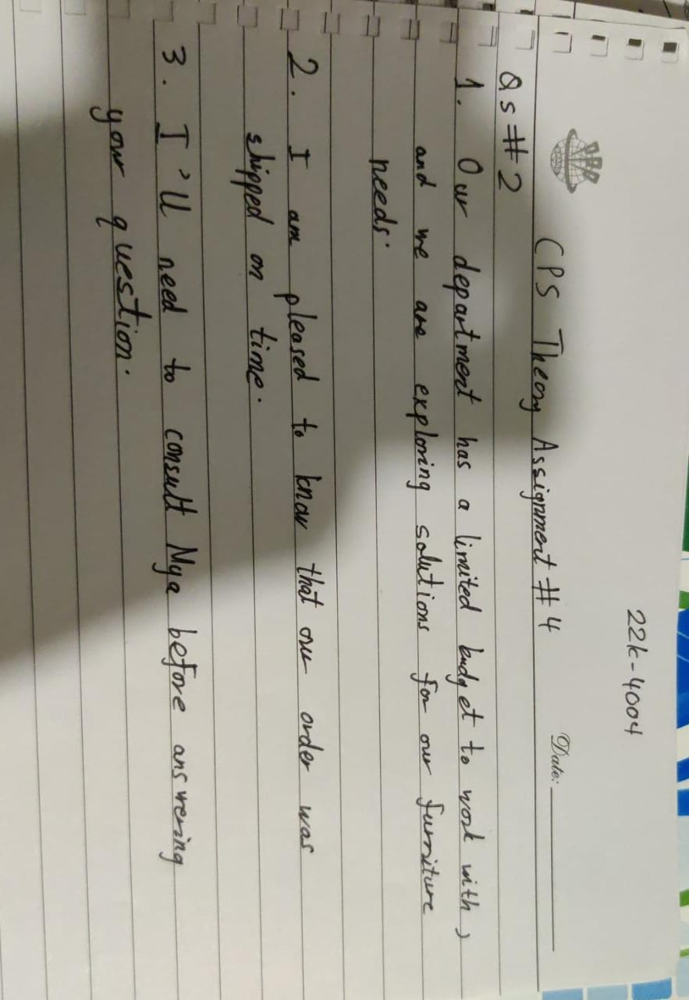 22k-4004
Date:
CPS Theory Assignment #4
Qs#2
1. Our department has a limited budget to work with,
and we are exploring solutions for our furniture
needs.
2. I am pleased to know that our order was
shipped on time.
3. I'll need to consult Mya before answering
your question.